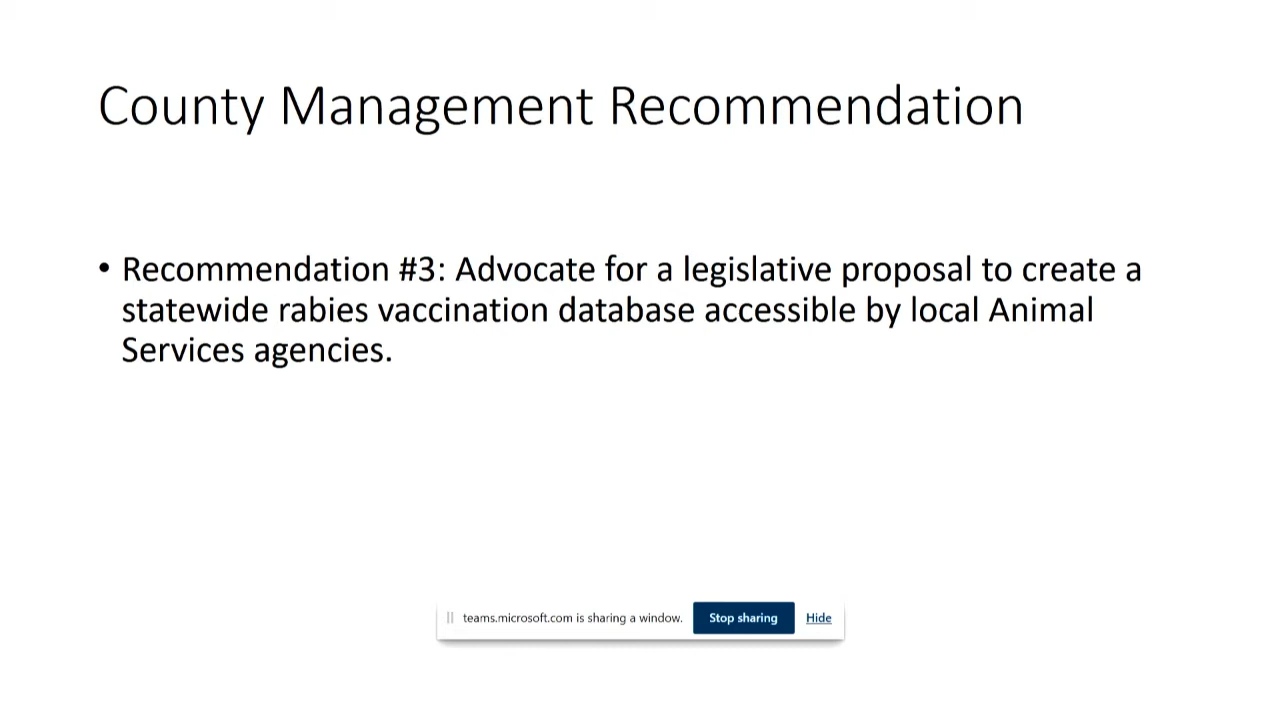 County Management Recommendation
• Recommendation #3: Advocate for a legislative proposal to create a
statewide rabies vaccination database accessible by local Animal
Services agencies.
teams.microsoft.com is sharing a window. Stop sharing Hide